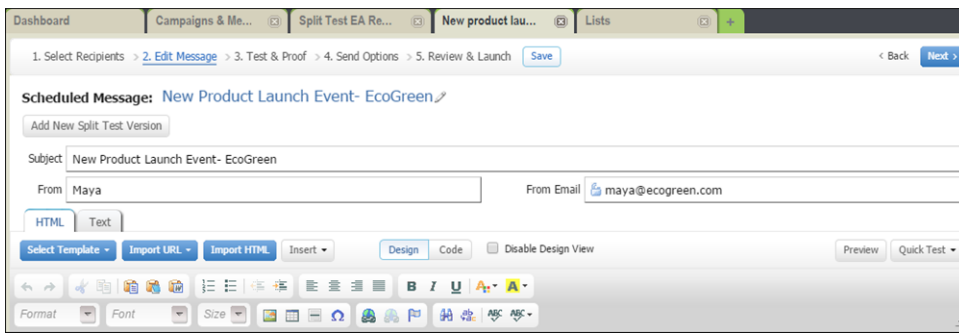 Dashboard Campaigns & Me... Split Test EA Re... New product lau... Lists +
1. Select Recipients > 2. Edit Message > 3. Test & Proof > 4. Send Options > 5. Review & Launch Save < Back Next >
Scheduled Message: New Product Launch Event- EcoGreen
Add New Split Test Version
Subject New Product Launch Event- EcoGreen
From Maya From Email maya@ecogreen.com
HTML Text
Select Template Import URL Import HTML Insert Design Code Disable Design View Preview Quick Test
B I U A A
Format Font Size Ω ABC ABC